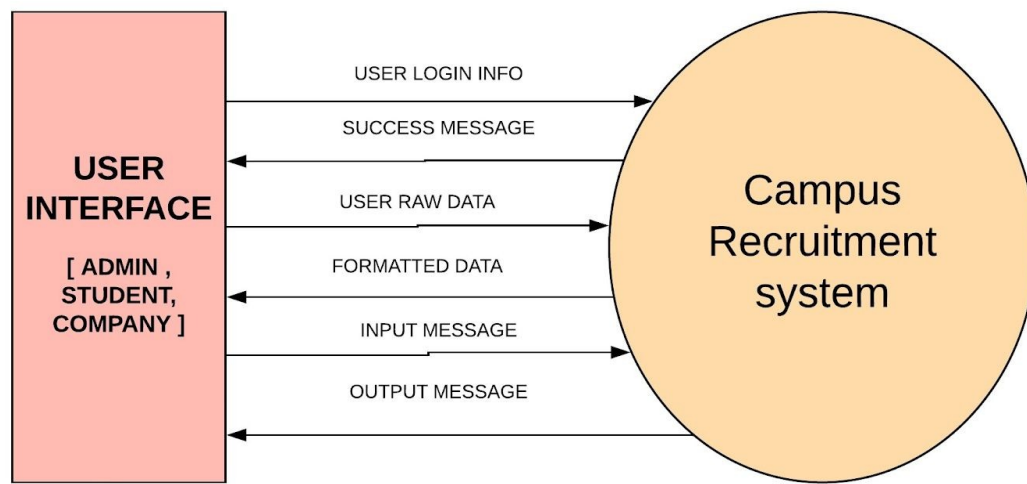 USER
INTERFACE
[ ADMIN ,
STUDENT,
COMPANY ]
USER LOGIN INFO
SUCCESS MESSAGE
USER RAW DATA
FORMATTED DATA
INPUT MESSAGE
OUTPUT MESSAGE
Campus
Recruitment
system